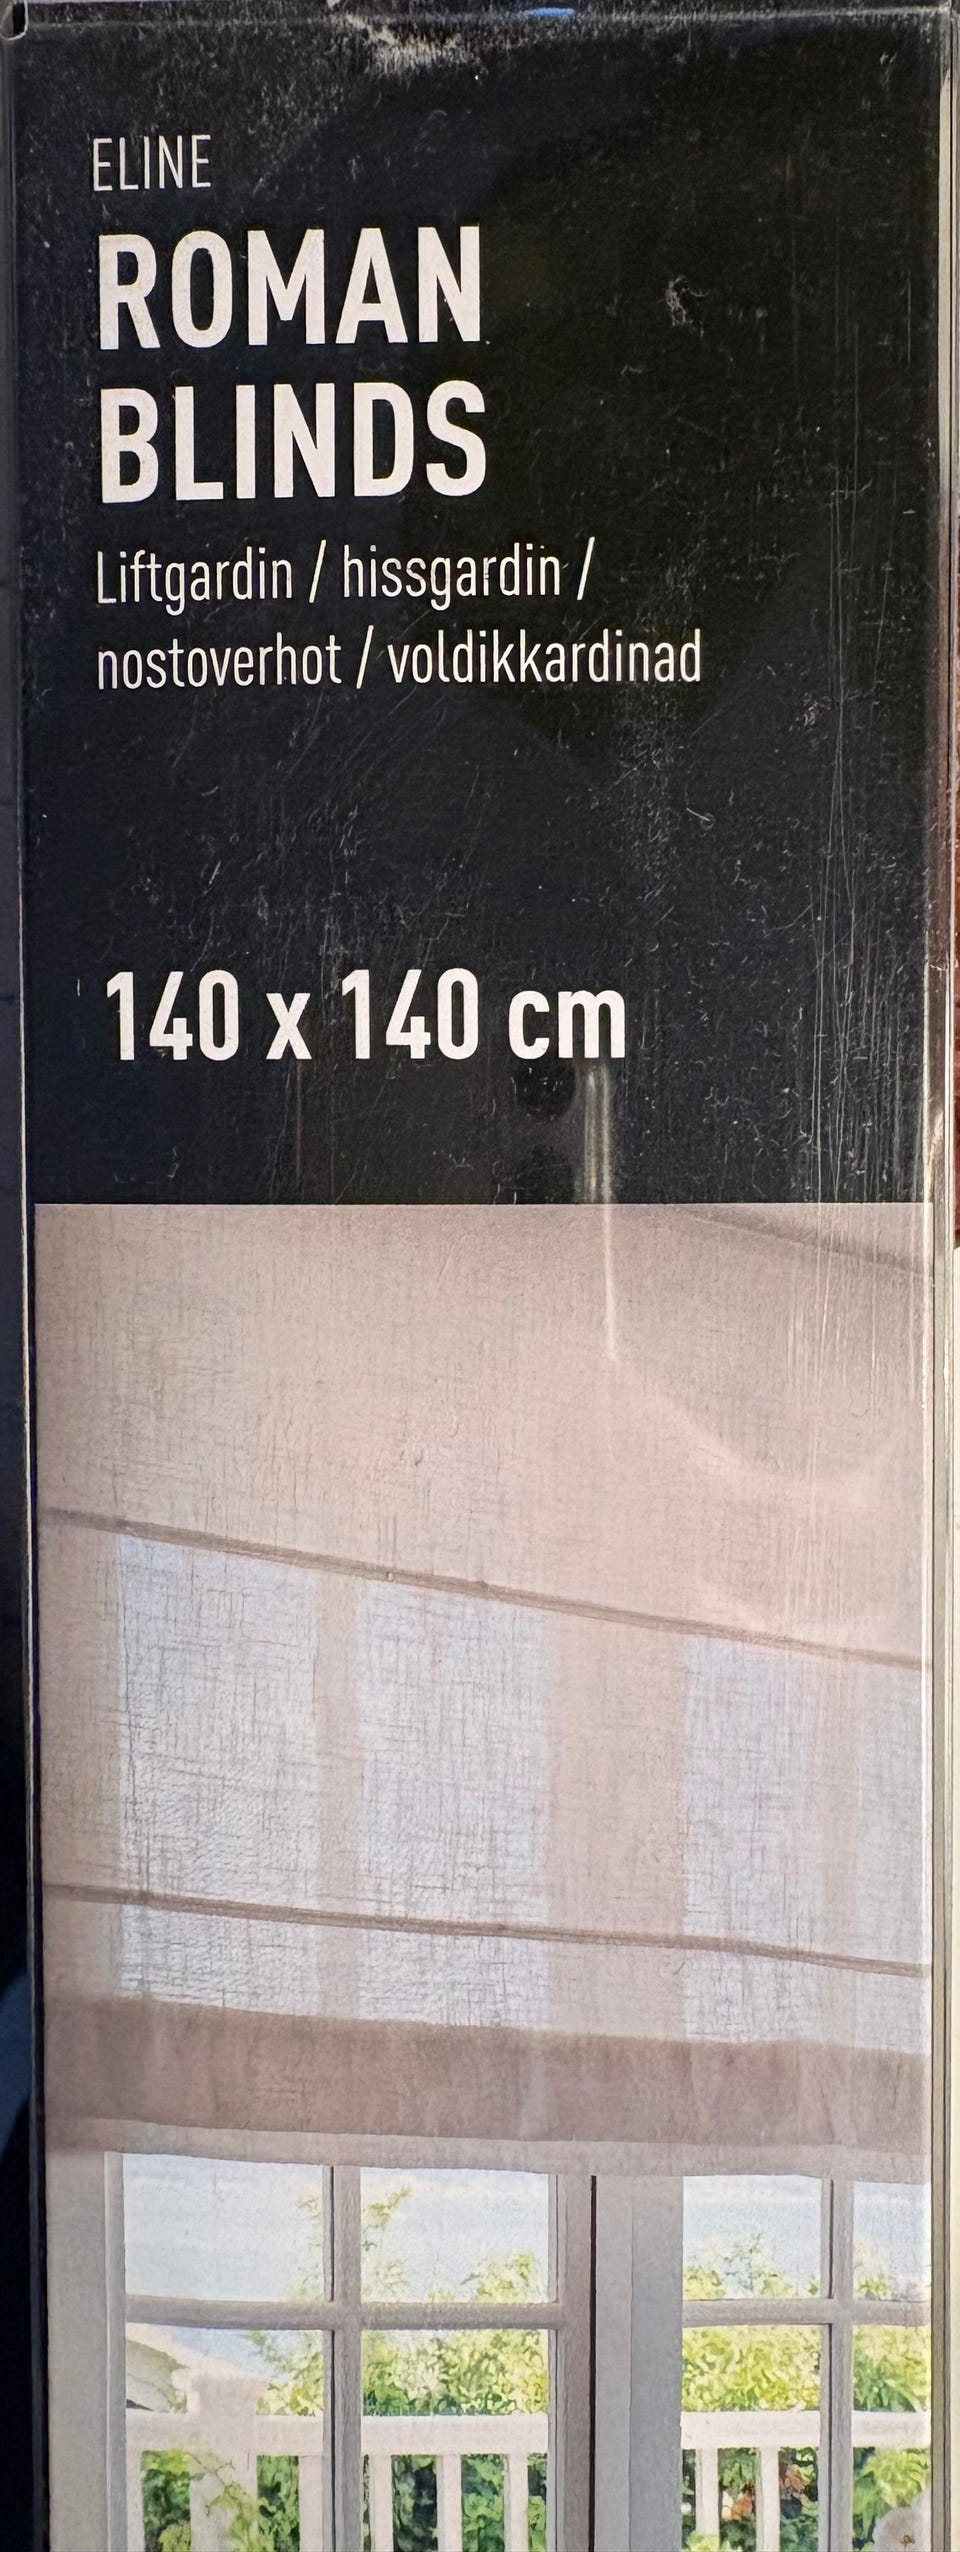 ELINE
ROMAN
BLINDS
Liftgardin / hissgardin /
nostoverhot / voldikkardinad
140 x 140 cm